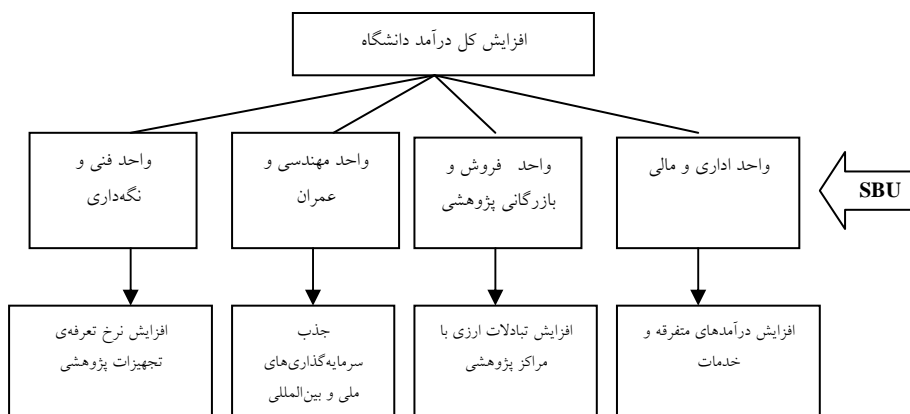 افزایش کل درآمد دانشگاه
واحد اداری و مالی
واحد فروش و
بازرگانی پژوهشی
واحد مهندسی و
عمران
واحد فنی و
نگه‌داری
SBU
افزایش درآمدهای متفرقه و
خدمات
افزایش تبادلات ارزی با
مراکز پژوهشی
جذب
سرمایه‌گذاری‌های
ملی و بین‌المللی
افزایش نرخ تعرفه‌ی
تجهیزات پژوهشی